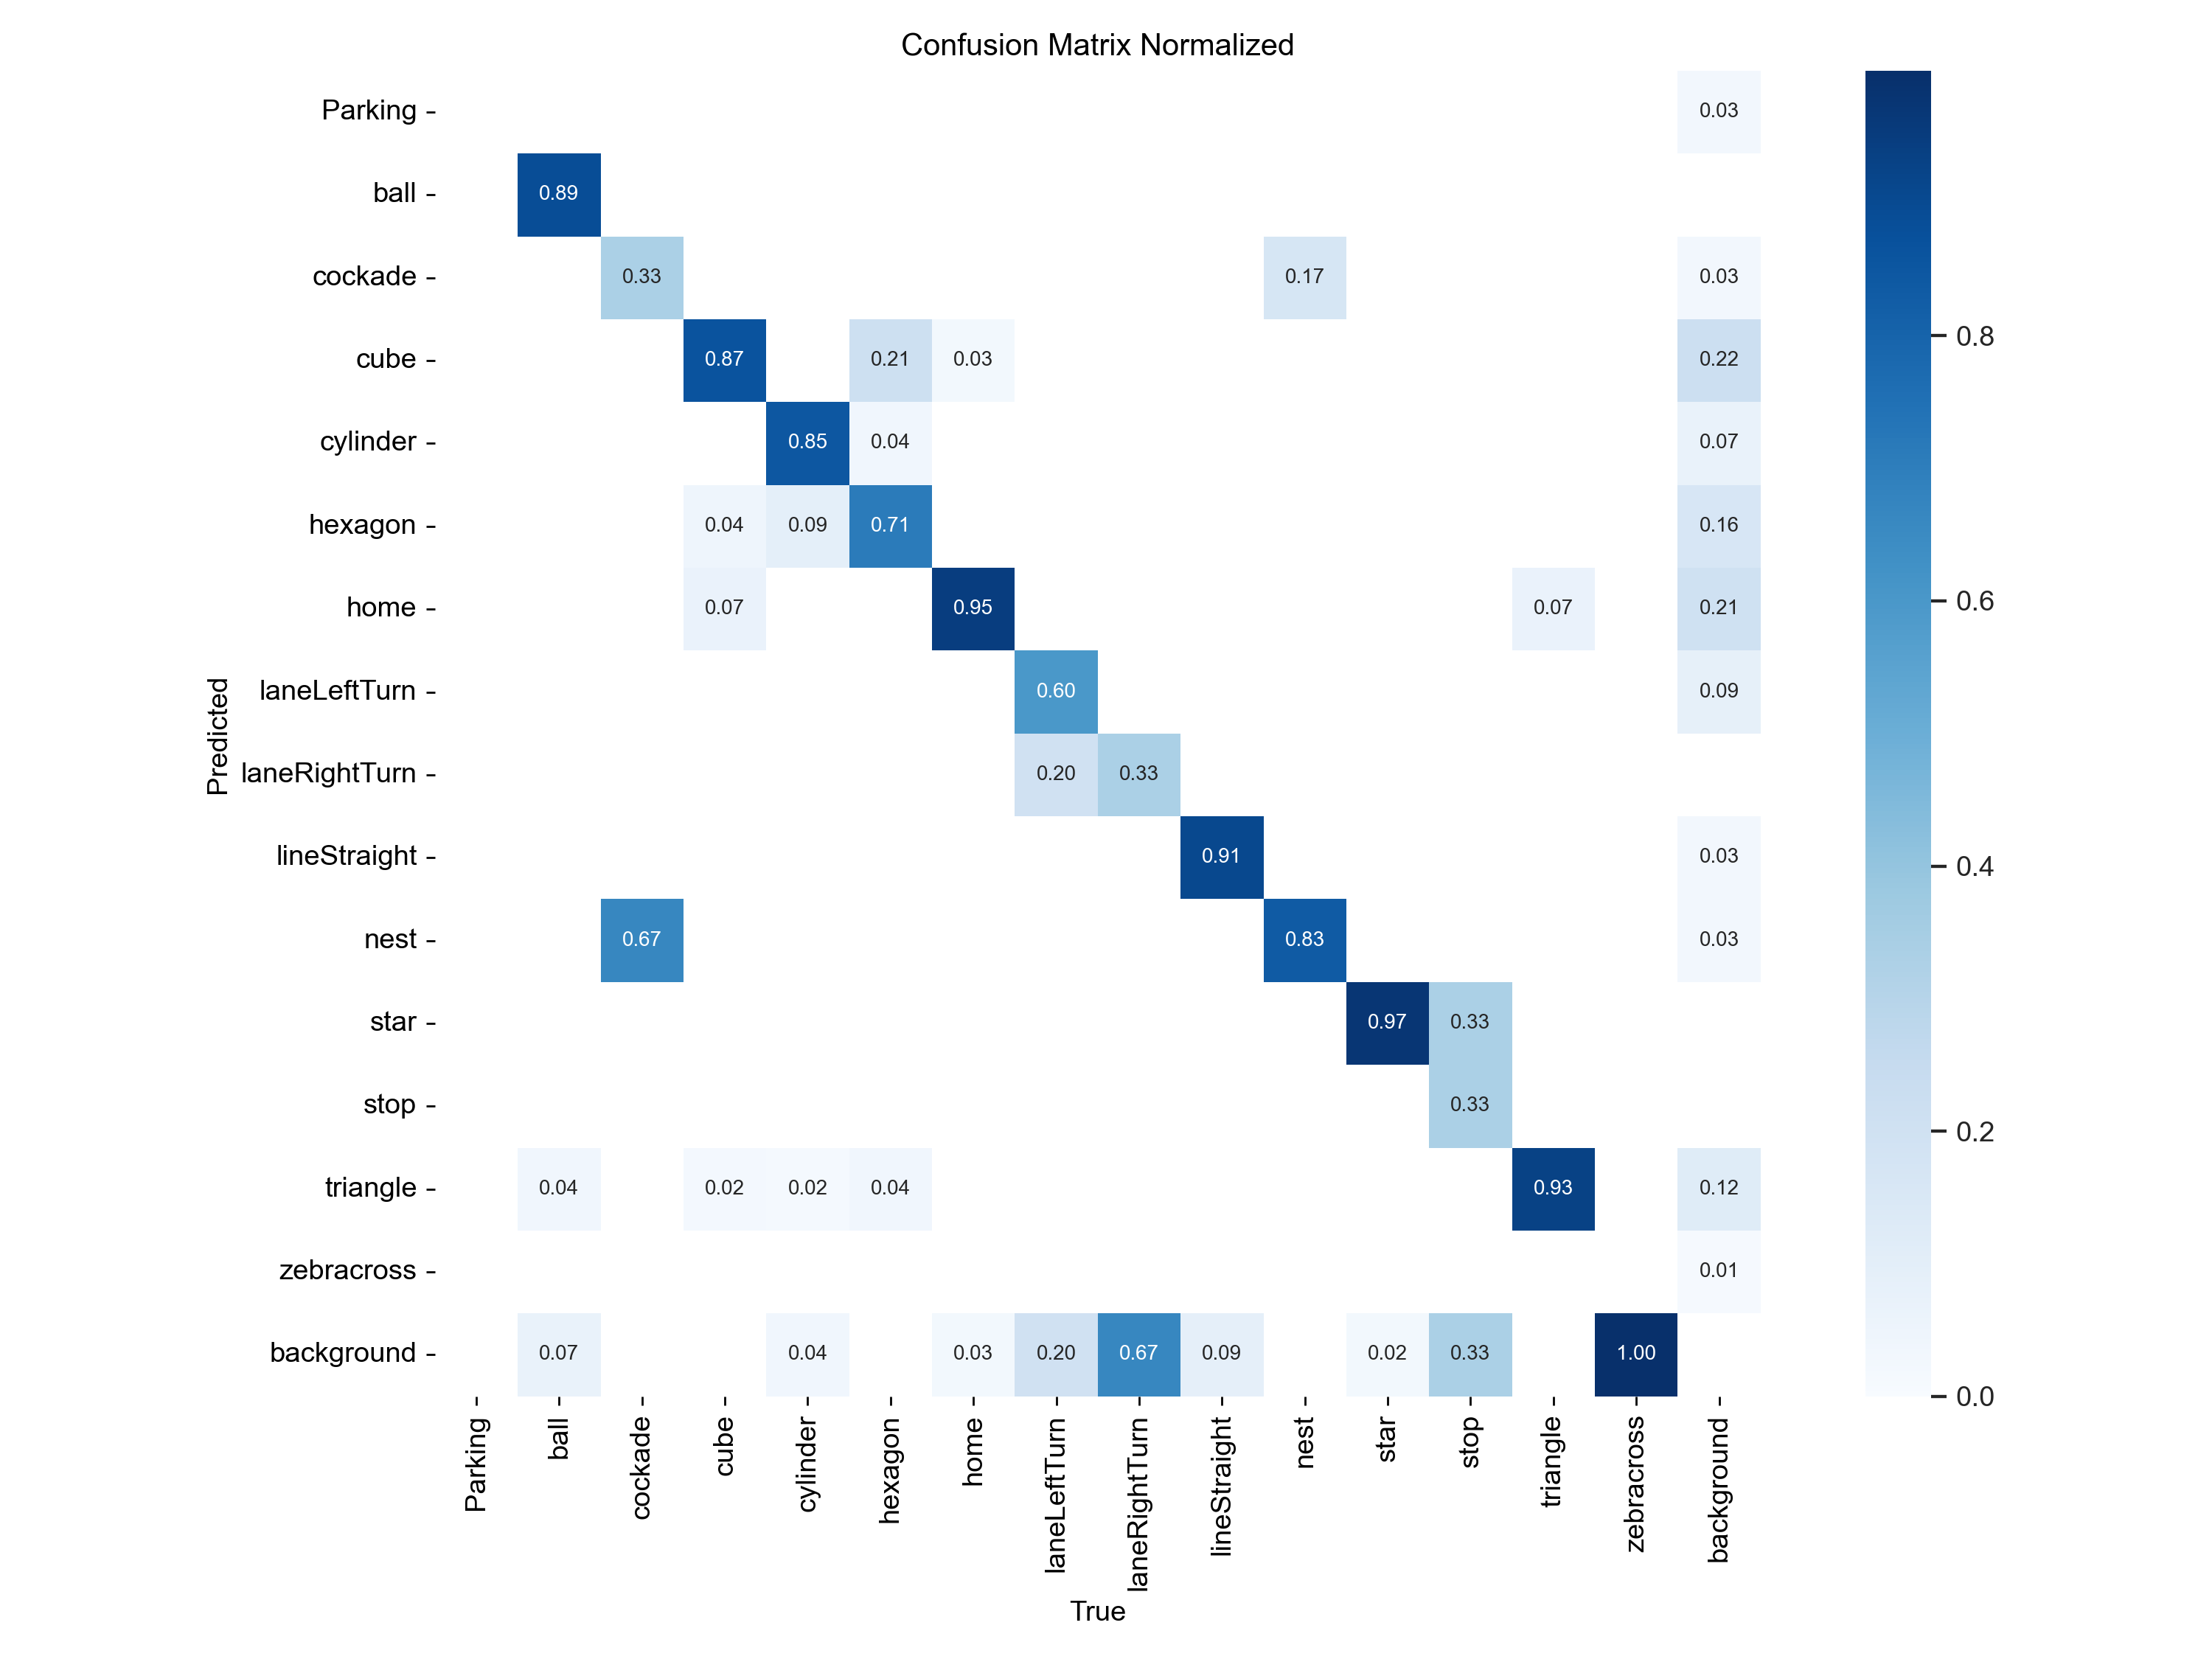 Confusion Matrix Normalized
Parking
0.03
ball
0.89
cockade
0.33 0.17 0.03
cube
0.87 0.21 0.03 0.22
cylinder
0.85 0.04 0.07
hexagon
0.04 0.09 0.71 0.16
home
0.07 0.95 0.07 0.21
laneLeftTurn
0.60 0.09
laneRightTurn
0.20 0.33
lineStraight
0.91 0.03
nest
0.67 0.83 0.03
star
0.97 0.33
stop
0.33
triangle
0.04 0.02 0.02 0.04 0.93 0.12
zebracross
0.01
background
0.07 0.04 0.03 0.20 0.67 0.09 0.02 0.33 1.00
Predicted
Parking
ball
cockade
cube
cylinder
hexagon
home
laneLeftTurn
laneRightTurn
lineStraight
nest
star
stop
triangle
zebracross
background
True
0.8
0.6
0.4
0.2
0.0